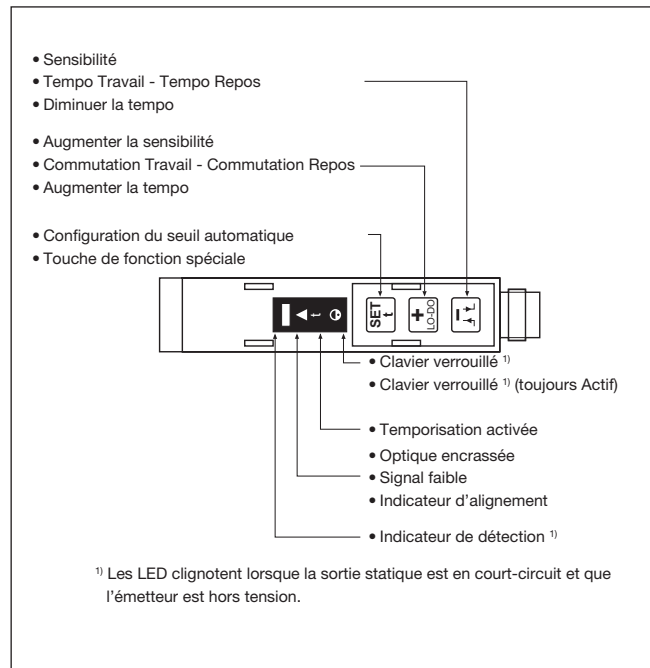 • Sensibilité
• Tempo Travail - Tempo Repos
• Diminuer la tempo
• Augmenter la sensibilité
• Commutation Travail - Commutation Repos
• Augmenter la tempo
• Configuration du seuil automatique
• Touche de fonction spéciale
t
SET
t
+
LO-DO
−
• Clavier verrouillé 1)
• Clavier verrouillé 1) (toujours Actif)
• Temporisation activée
• Optique encrassée
• Signal faible
• Indicateur d’alignement
• Indicateur de détection 1)
1) Les LED clignotent lorsque la sortie statique est en court-circuit et que
l’émetteur est hors tension.